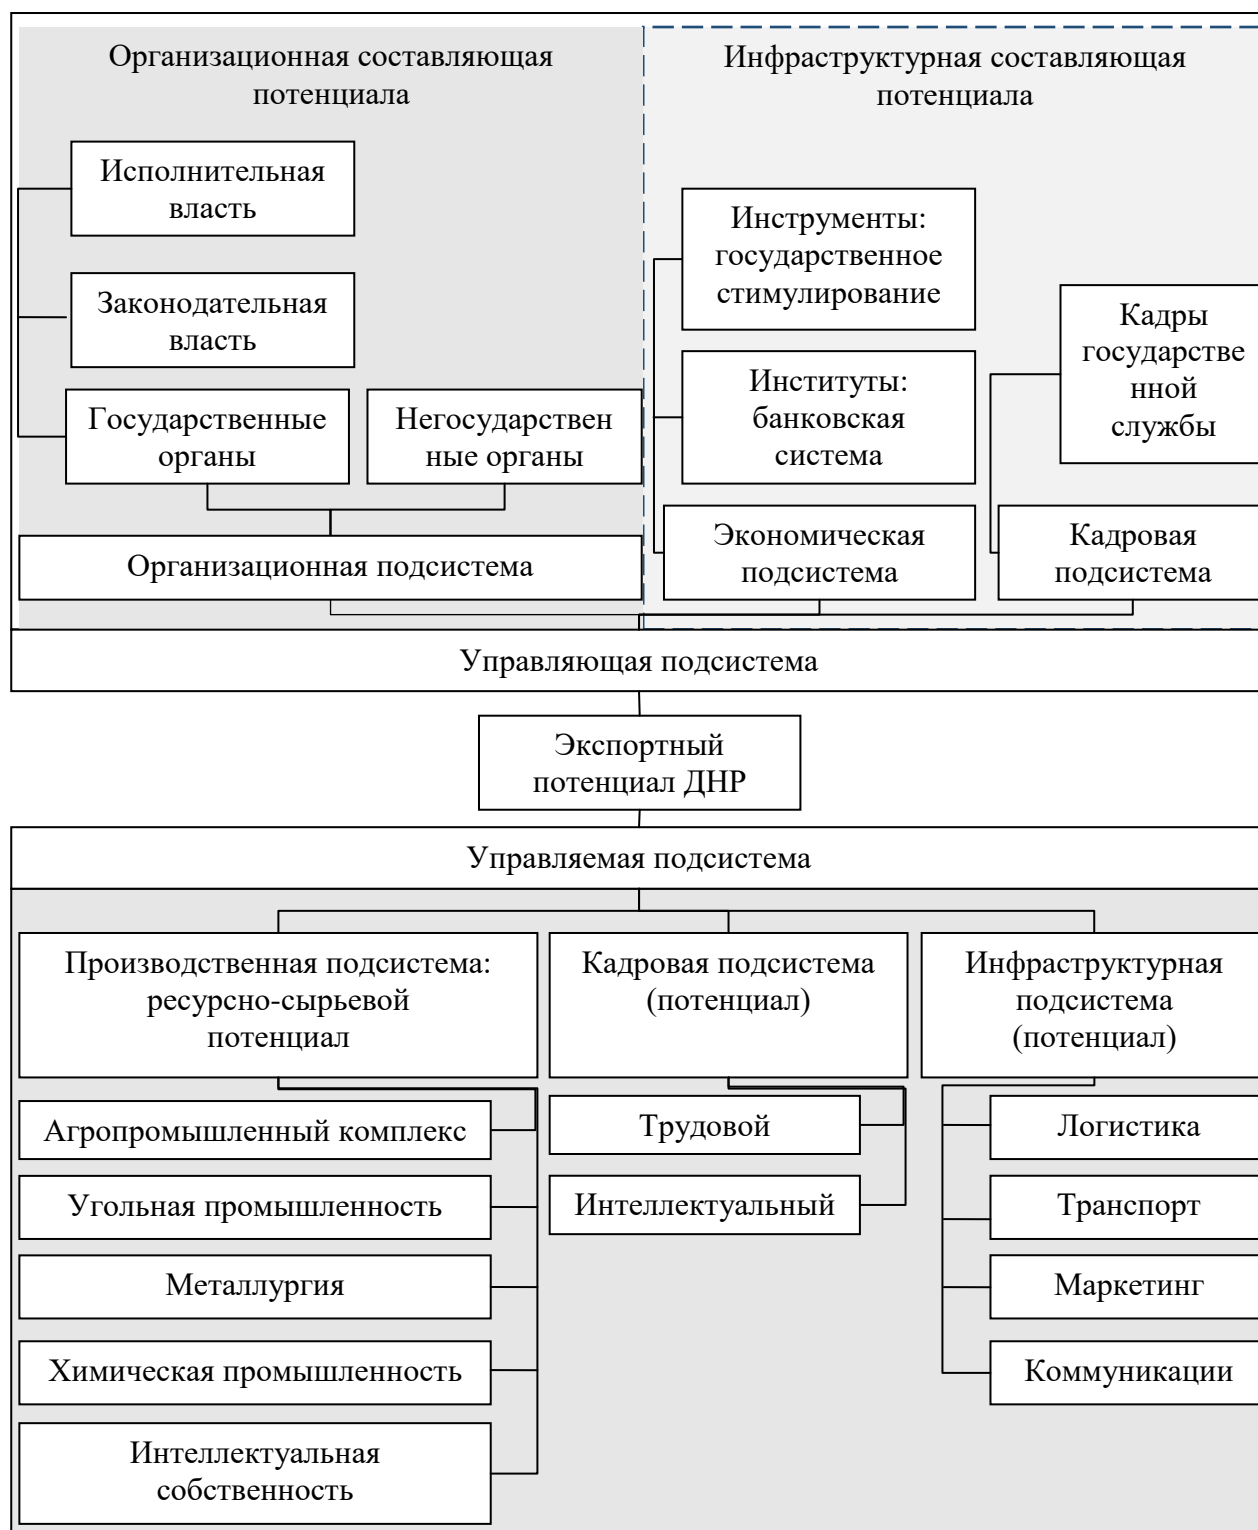 Организационная составляющая
потенциала
Инфраструктурная составляющая
потенциала
Исполнительная
власть
Законодательная
власть
Государственные
органы
Негосударствен
ные органы
Организационная подсистема
Инструменты:
государственное
стимулирование
Институты:
банковская
система
Экономическая
подсистема
Кадры
государстве
нной
службы
Кадровая
подсистема
Управляющая подсистема
Экспортный
потенциал ДНР
Управляемая подсистема
Производственная подсистема:
ресурсно-сырьевой
потенциал
Агропромышленный комплекс
Угольная промышленность
Металлургия
Химическая промышленность
Интеллектуальная
собственность
Кадровая подсистема
(потенциал)
Трудовой
Интеллектуальный
Инфраструктурная
подсистема
(потенциал)
Логистика
Транспорт
Маркетинг
Коммуникации